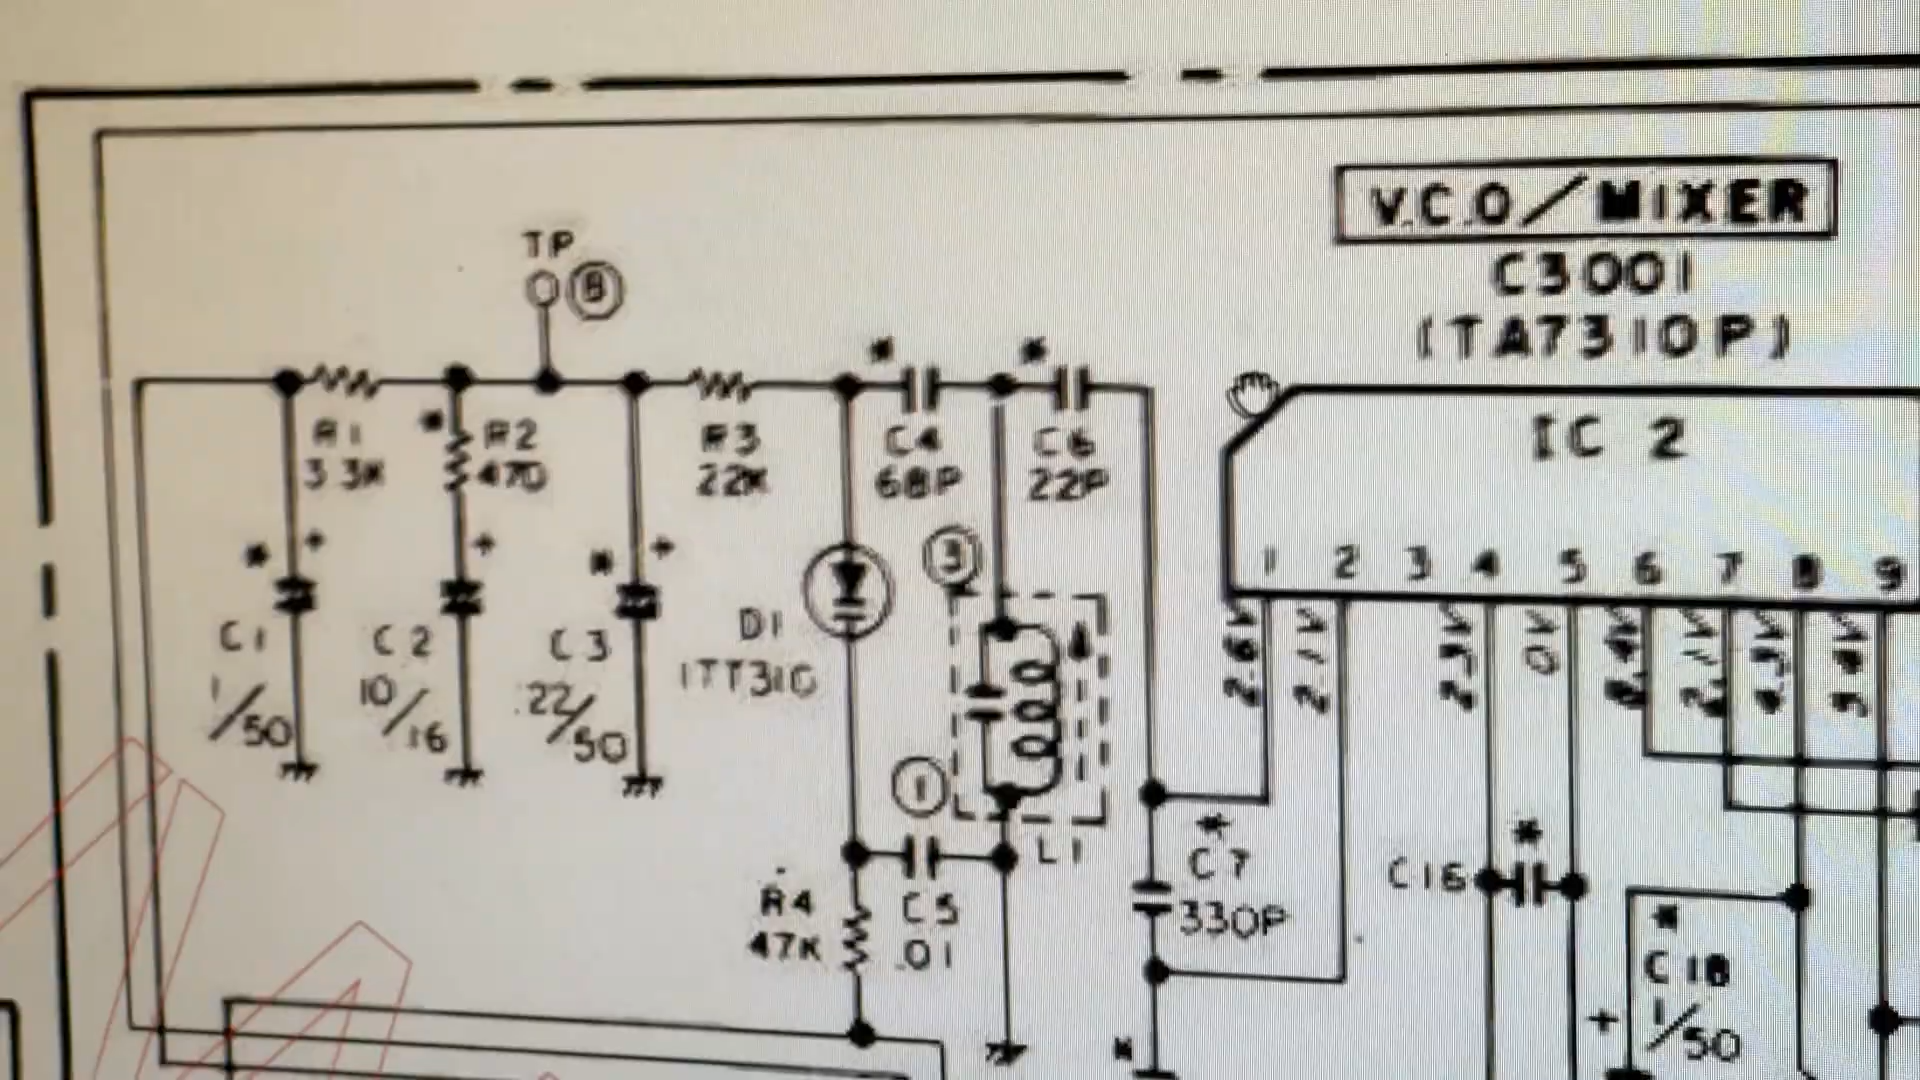 V.C.O/MIXER
C3001
(TA7310P)
TP
8
*
*
R1
3.3K
*
R2
470
R3
22K
C4
68P
C6
22P
IC 2
1 2 3 4 5 6 7 8 9
*
+
+
*
+
3
C1
1/50
C2
10/16
C3
.22/50
D1
ITT310
2.6V
2.1V
0V
1
L1
*
C7
330P
*
C16
R4
47K
C5
.01
*
C18
1/50
+
*